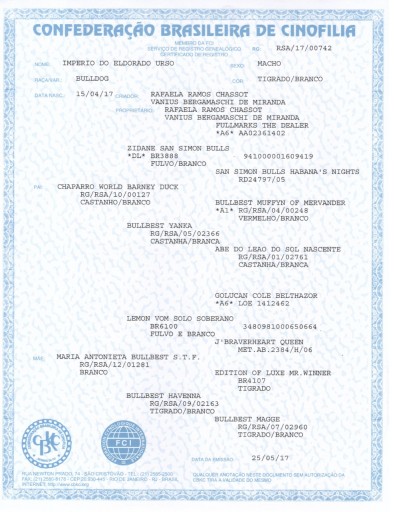 CONFEDERAÇÃO BRASILEIRA DE CINOFILIA
MEMBRO DA FCI
SERVIÇO DE REGISTRO GENEALÓGICO
CERTIFICADO DE REGISTRO
RG. RSA/17/00742
NOME: IMPERIO DO ELDORADO URSO SEXO MACHO
RAÇA/VAR. BULLDOG COR TIGRADO/BRANCO
DATA NASC. 15/04/17 CRIADOR: RAFAELA RAMOS CHASSOT
VANIUS BERGAMASCHI DE MIRANDA
PROPRIETÁRIO: RAFAELA RAMOS CHASSOT
VANIUS BERGAMASCHI DE MIRANDA
FULLMARKS THE DEALER
*A6* AA02361402
ZIDANE SAN SIMON BULLS
*DL* BR3888 941000001609419
FULVO/BRANCO
SAN SIMON BULLS HABANA'S NIGHTS
RD24797/05
PAI: CHAPARRO WORLD BARNEY DUCK
RG/RSA/10/00127
CASTANHO/BRANCO
BULLBEST MUFFYN OF MERVANDER
*A1* RG/RSA/04/00248
VERMELHO/BRANCO
BULLBEST YANKA
RG/RSA/05/02366
CASTANHA/BRANCA
ABH DO LEAO DO SOL NASCENTE
RG/RSA/01/02761
CASTANHA/BRANCA
GOLUCAN COLE BELTHAZOR
*A6* LOE 1412462
LEMON VOM SOLO SOBERANO
BR6100 3480981000650664
FULVO E BRANCO
J'BRAVERHEART QUEEN
MET.AB.2384/H/06
MÃE: MARIA ANTONIETA BULLBEST S.T.F.
RG/RSA/12/01281
BRANCO
EDITION OF LUXE MR.WINNER
BR4107
TIGRADO
BULLBEST HAVENNA
RG/RSA/09/02163
TIGRADO/BRANCO
BULLBEST MAGGE
RG/RSA/07/02960
TIGRADO/BRANCO
CBKC
FCI
DATA DA EMISSÃO: 25/05/17
QUALQUER ANOTAÇÃO NESTE DOCUMENTO SEM AUTORIZAÇÃO DA
CBKC TIRA A VALIDADE DO MESMO